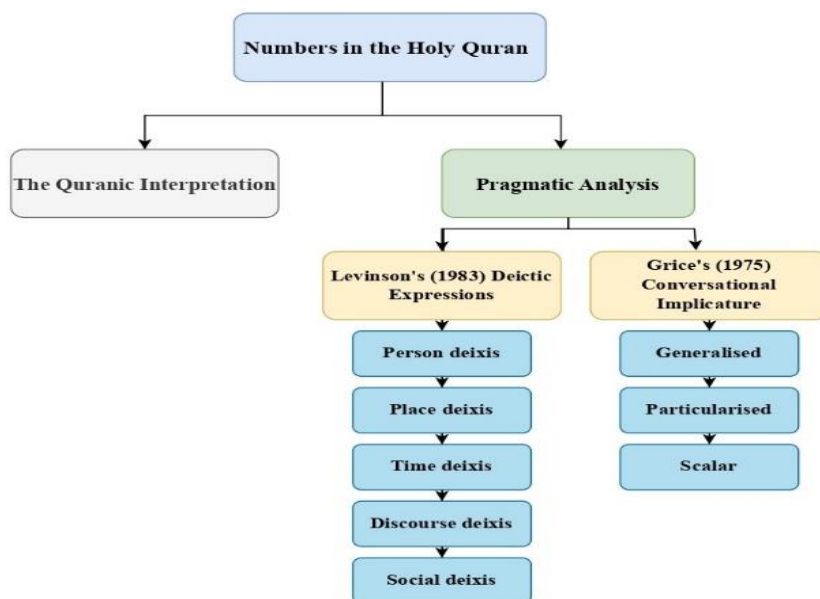 Numbers in the Holy Quran
The Quranic Interpretation
Pragmatic Analysis
Levinson's (1983) Deictic
Expressions
Grice's (1975)
Conversational
Implicature
Person deixis
Generalised
Place deixis
Particularised
Time deixis
Scalar
Discourse deixis
Social deixis